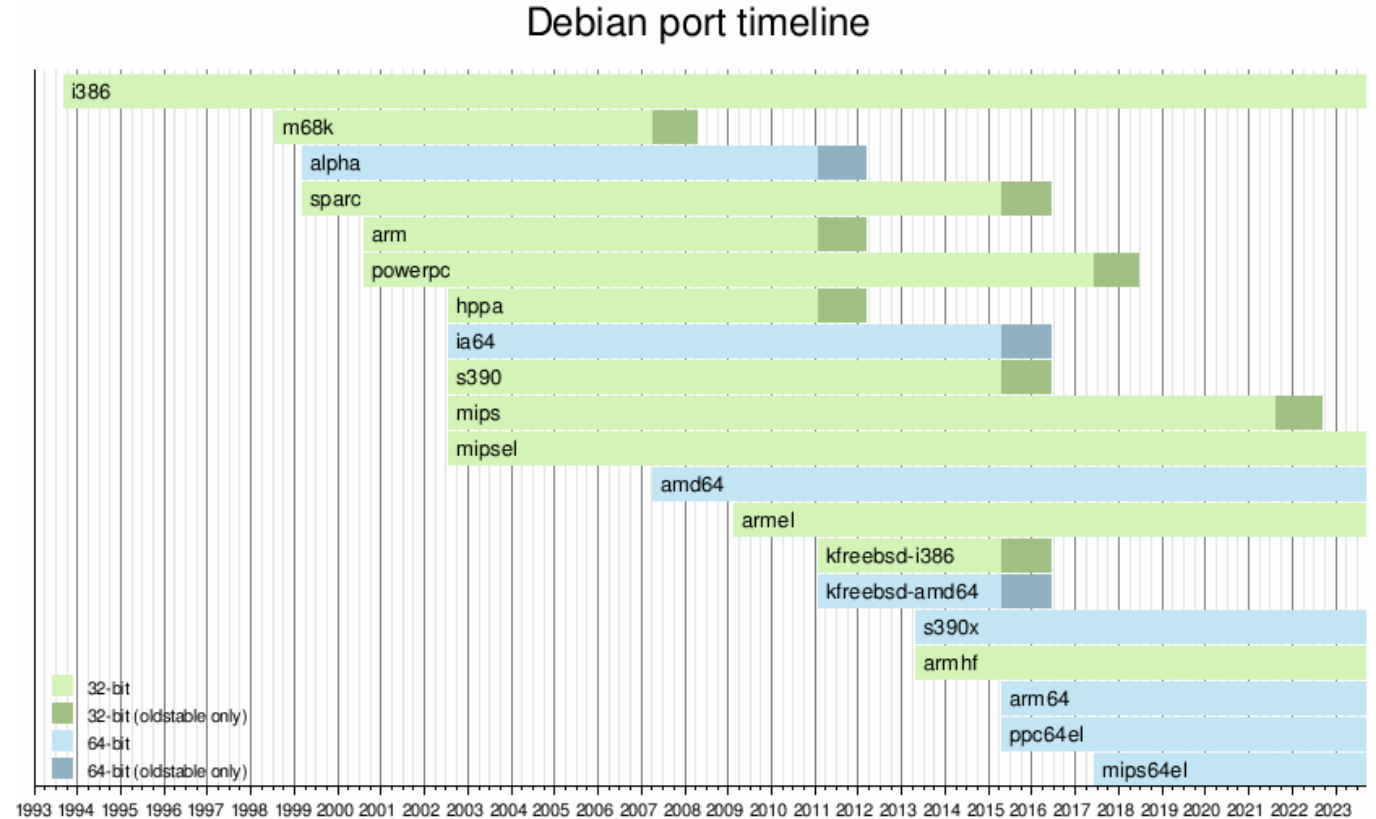 Debian port timeline
i386
m68k
alpha
sparc
arm
powerpc
hppa
ia64
s390
mips
mipsel
amd64
armel
kfreebsd-i386
kfreebsd-amd64
s390x
armhf
arm64
ppc64el
mips64el
32-bit
32-bit (oldstable only)
64-bit
64-bit (oldstable only)
1993 1994 1995 1996 1997 1998 1999 2000 2001 2002 2003 2004 2005 2006 2007 2008 2009 2010 2011 2012 2013 2014 2015 2016 2017 2018 2019 2020 2021 2022 2023